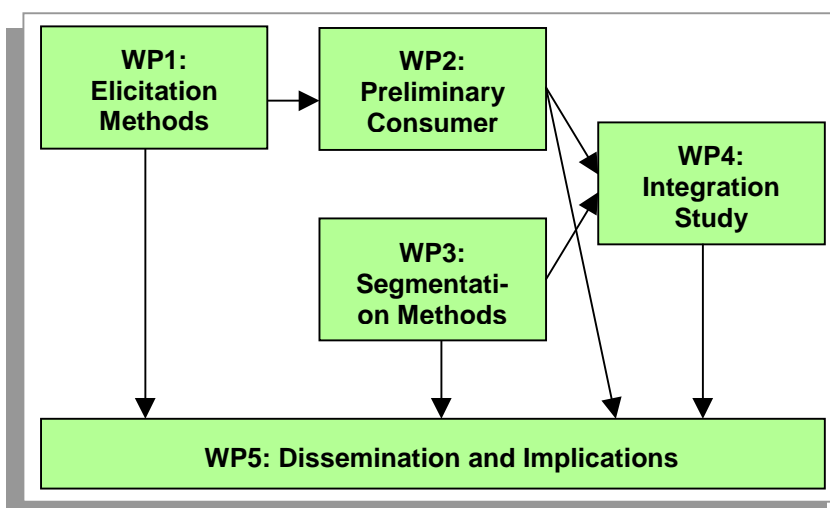 WP1:
Elicitation
Methods
WP2:
Preliminary
Consumer
WP4:
Integration
Study
WP3:
Segmentati-
on Methods
WP5: Dissemination and Implications